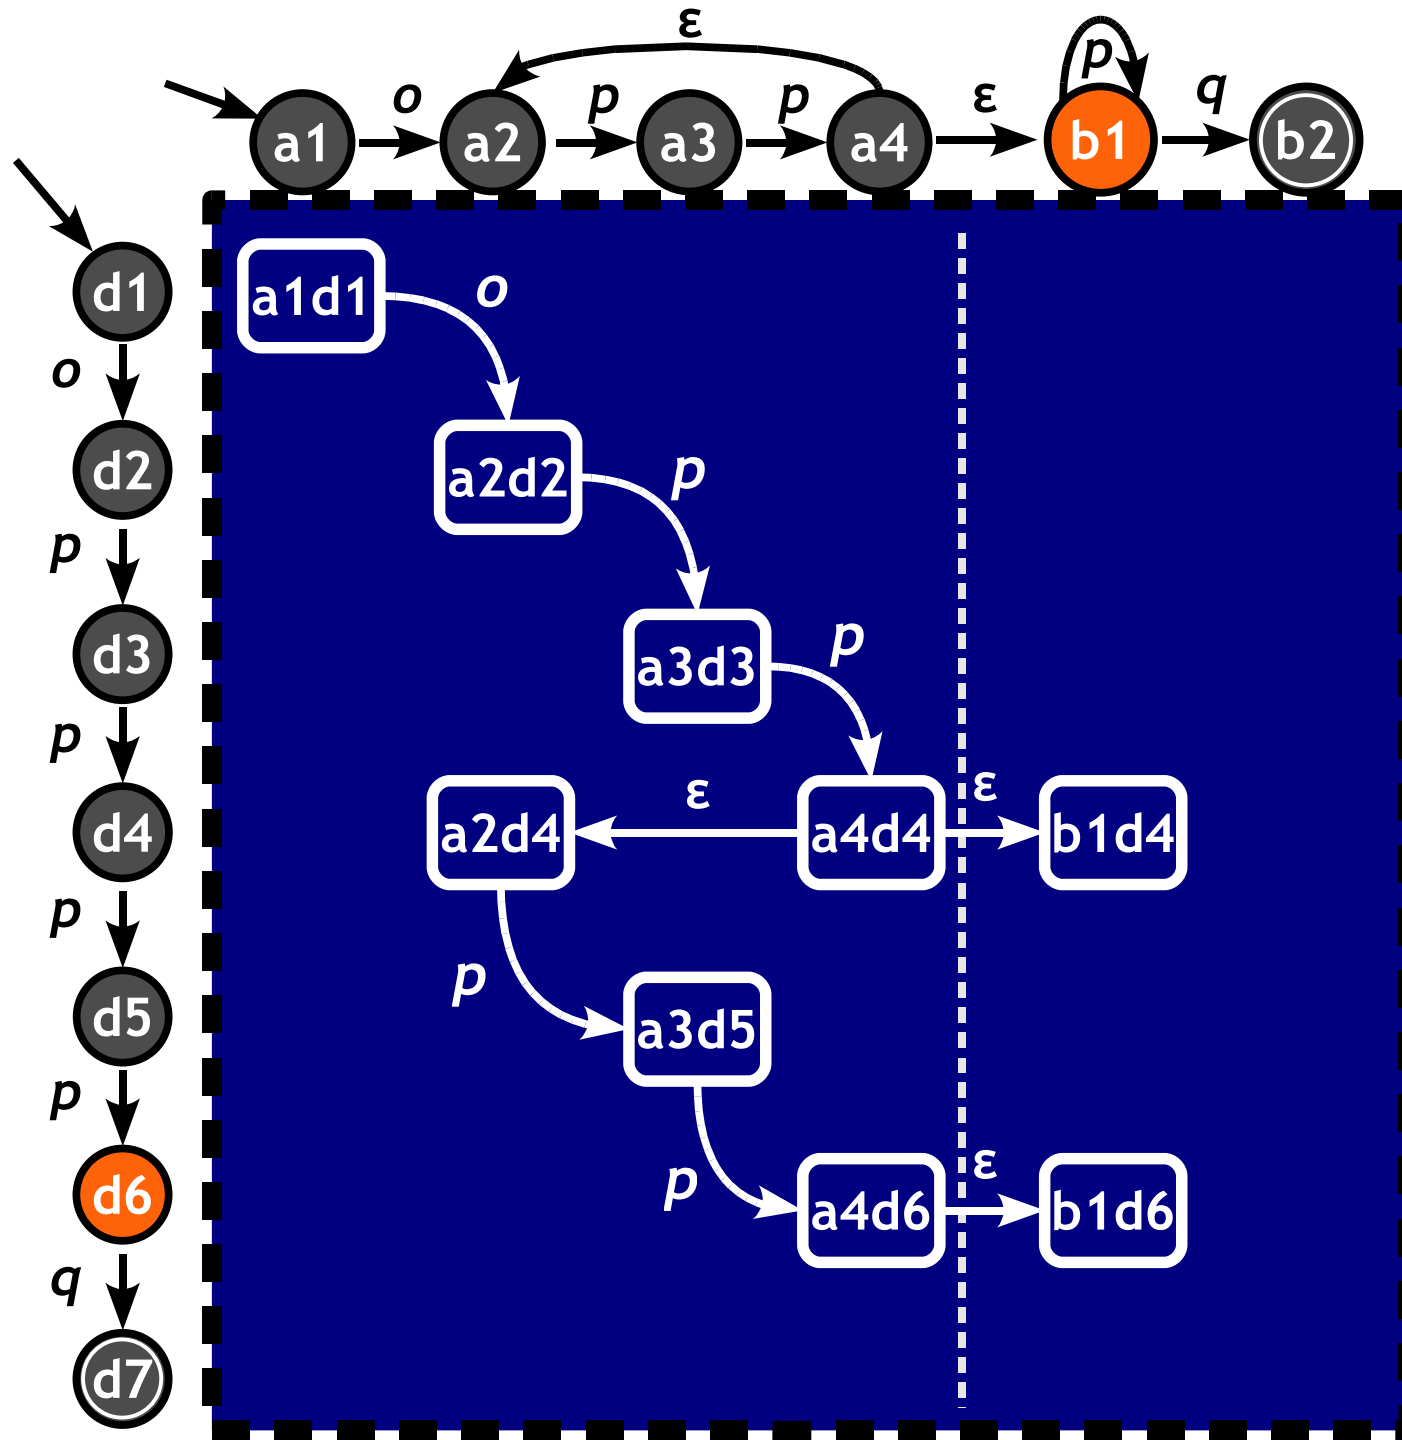 ε
o
p
p
ε
p
q
a1
a2
a3
a4
b1
b2
d1
a1d1
o
o
d2
a2d2
p
p
d3
a3d3
p
p
d4
a2d4
ε
a4d4
ε
b1d4
p
p
d5
a3d5
p
p
d6
a4d6
ε
b1d6
q
d7